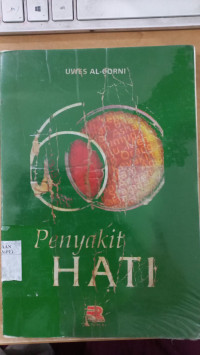 UWES AL-QORNI
Penyakit
HATI